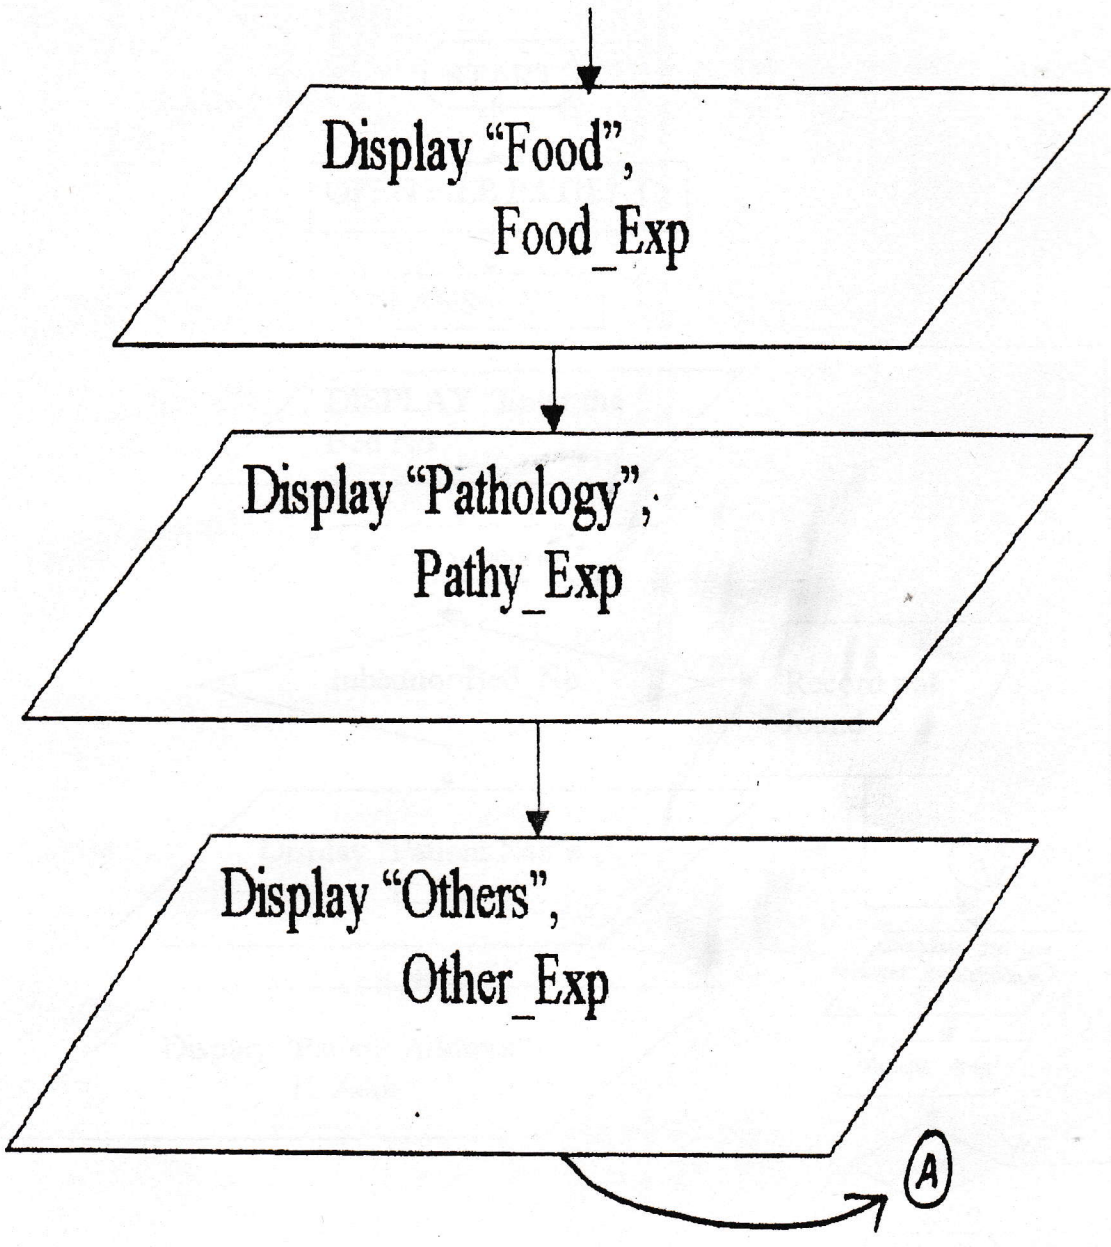 Display “Food”,
Food_Exp
Display “Pathology”,
Pathy_Exp
Display “Others”,
Other_Exp
A